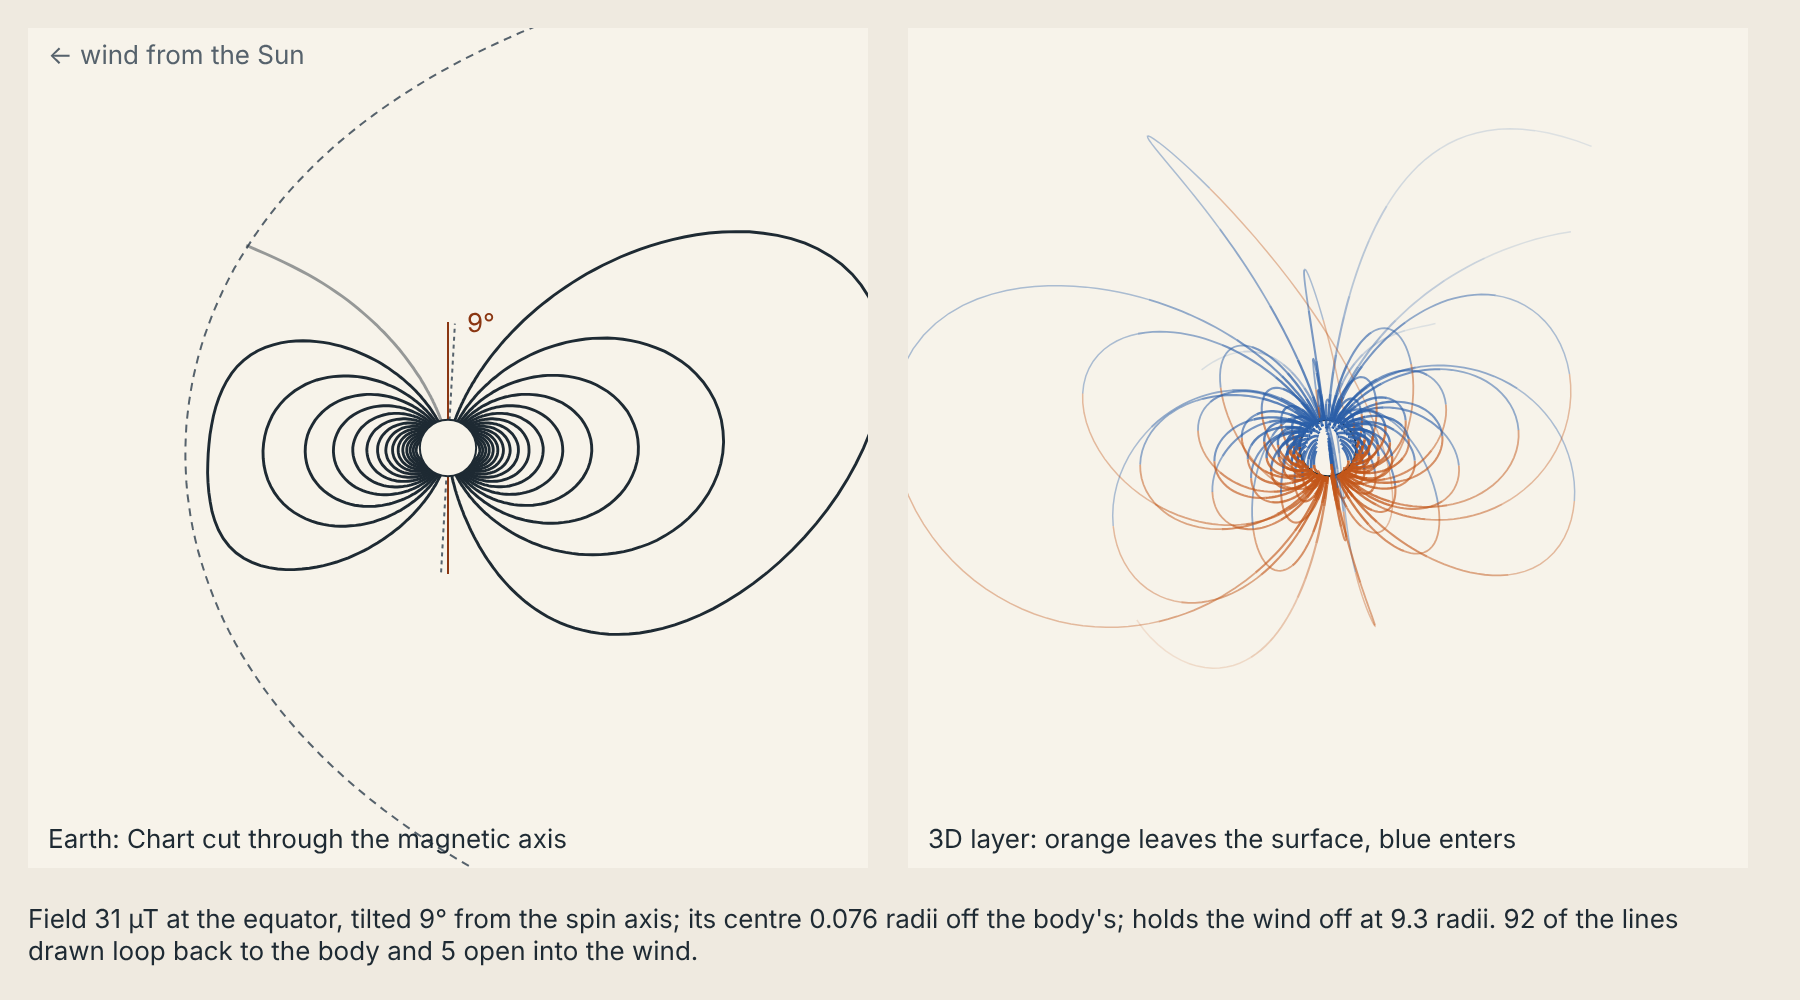 ← wind from the Sun
9°
Earth: Chart cut through the magnetic axis
3D layer: orange leaves the surface, blue enters
Field 31 µT at the equator, tilted 9° from the spin axis; its centre 0.076 radii off the body's; holds the wind off at 9.3 radii. 92 of the lines
drawn loop back to the body and 5 open into the wind.